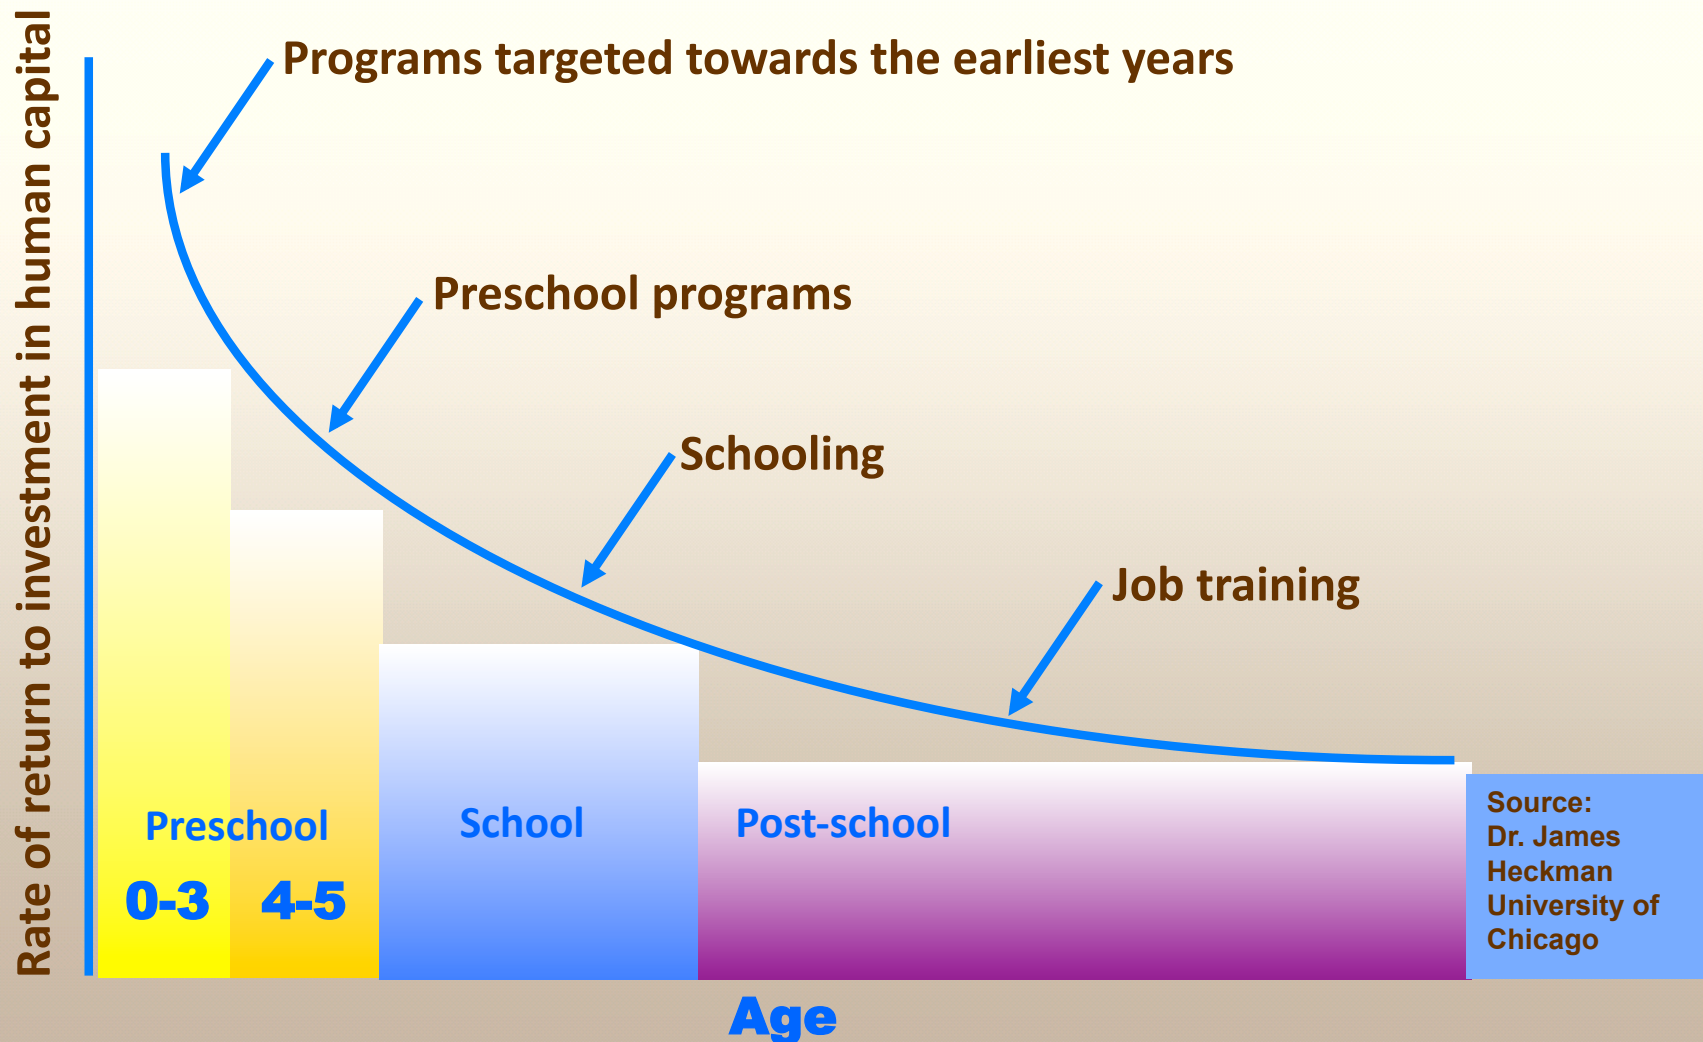 Rate of return to investment in human capital
Programs targeted towards the earliest years
Preschool programs
Schooling
Job training
Preschool
School
Post-school
0-3
4-5
Source:
Dr. James
Heckman
University of
Chicago
Age